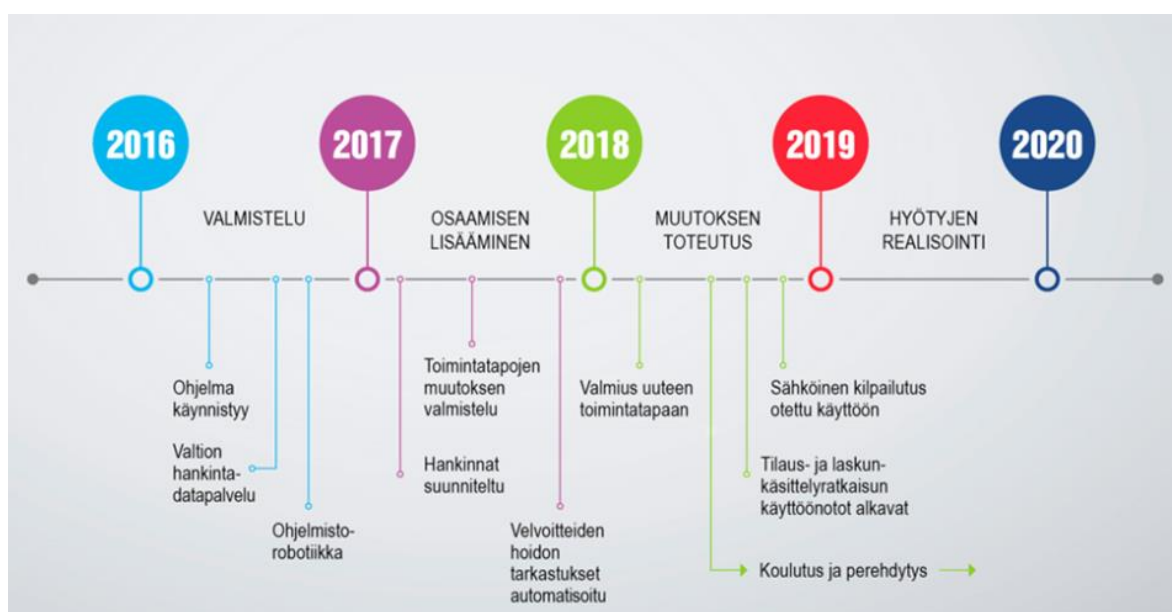 2016
2017
2018
2019
2020
VALMISTELU
OSAAMISEN
LISÄÄMINEN
MUUTOKSEN
TOTEUTUS
HYÖTYJEN
REALISOINTI
Ohjelma
käynnistyy
Valtion
hankinta-
datapalvelu
Ohjelmisto-
robotiikka
Toimintatapojen
muutoksen
valmistelu
Hankinnat
suunniteltu
Velvoitteiden
hoidon
tarkastukset
automatisoitu
Valmius uuteen
toimintatapaan
Sähköinen kilpailutus
otettu käyttöön
Tilaus- ja laskun-
käsittelyratkaisun
käyttöönotot alkavat
Koulutus ja perehdytys